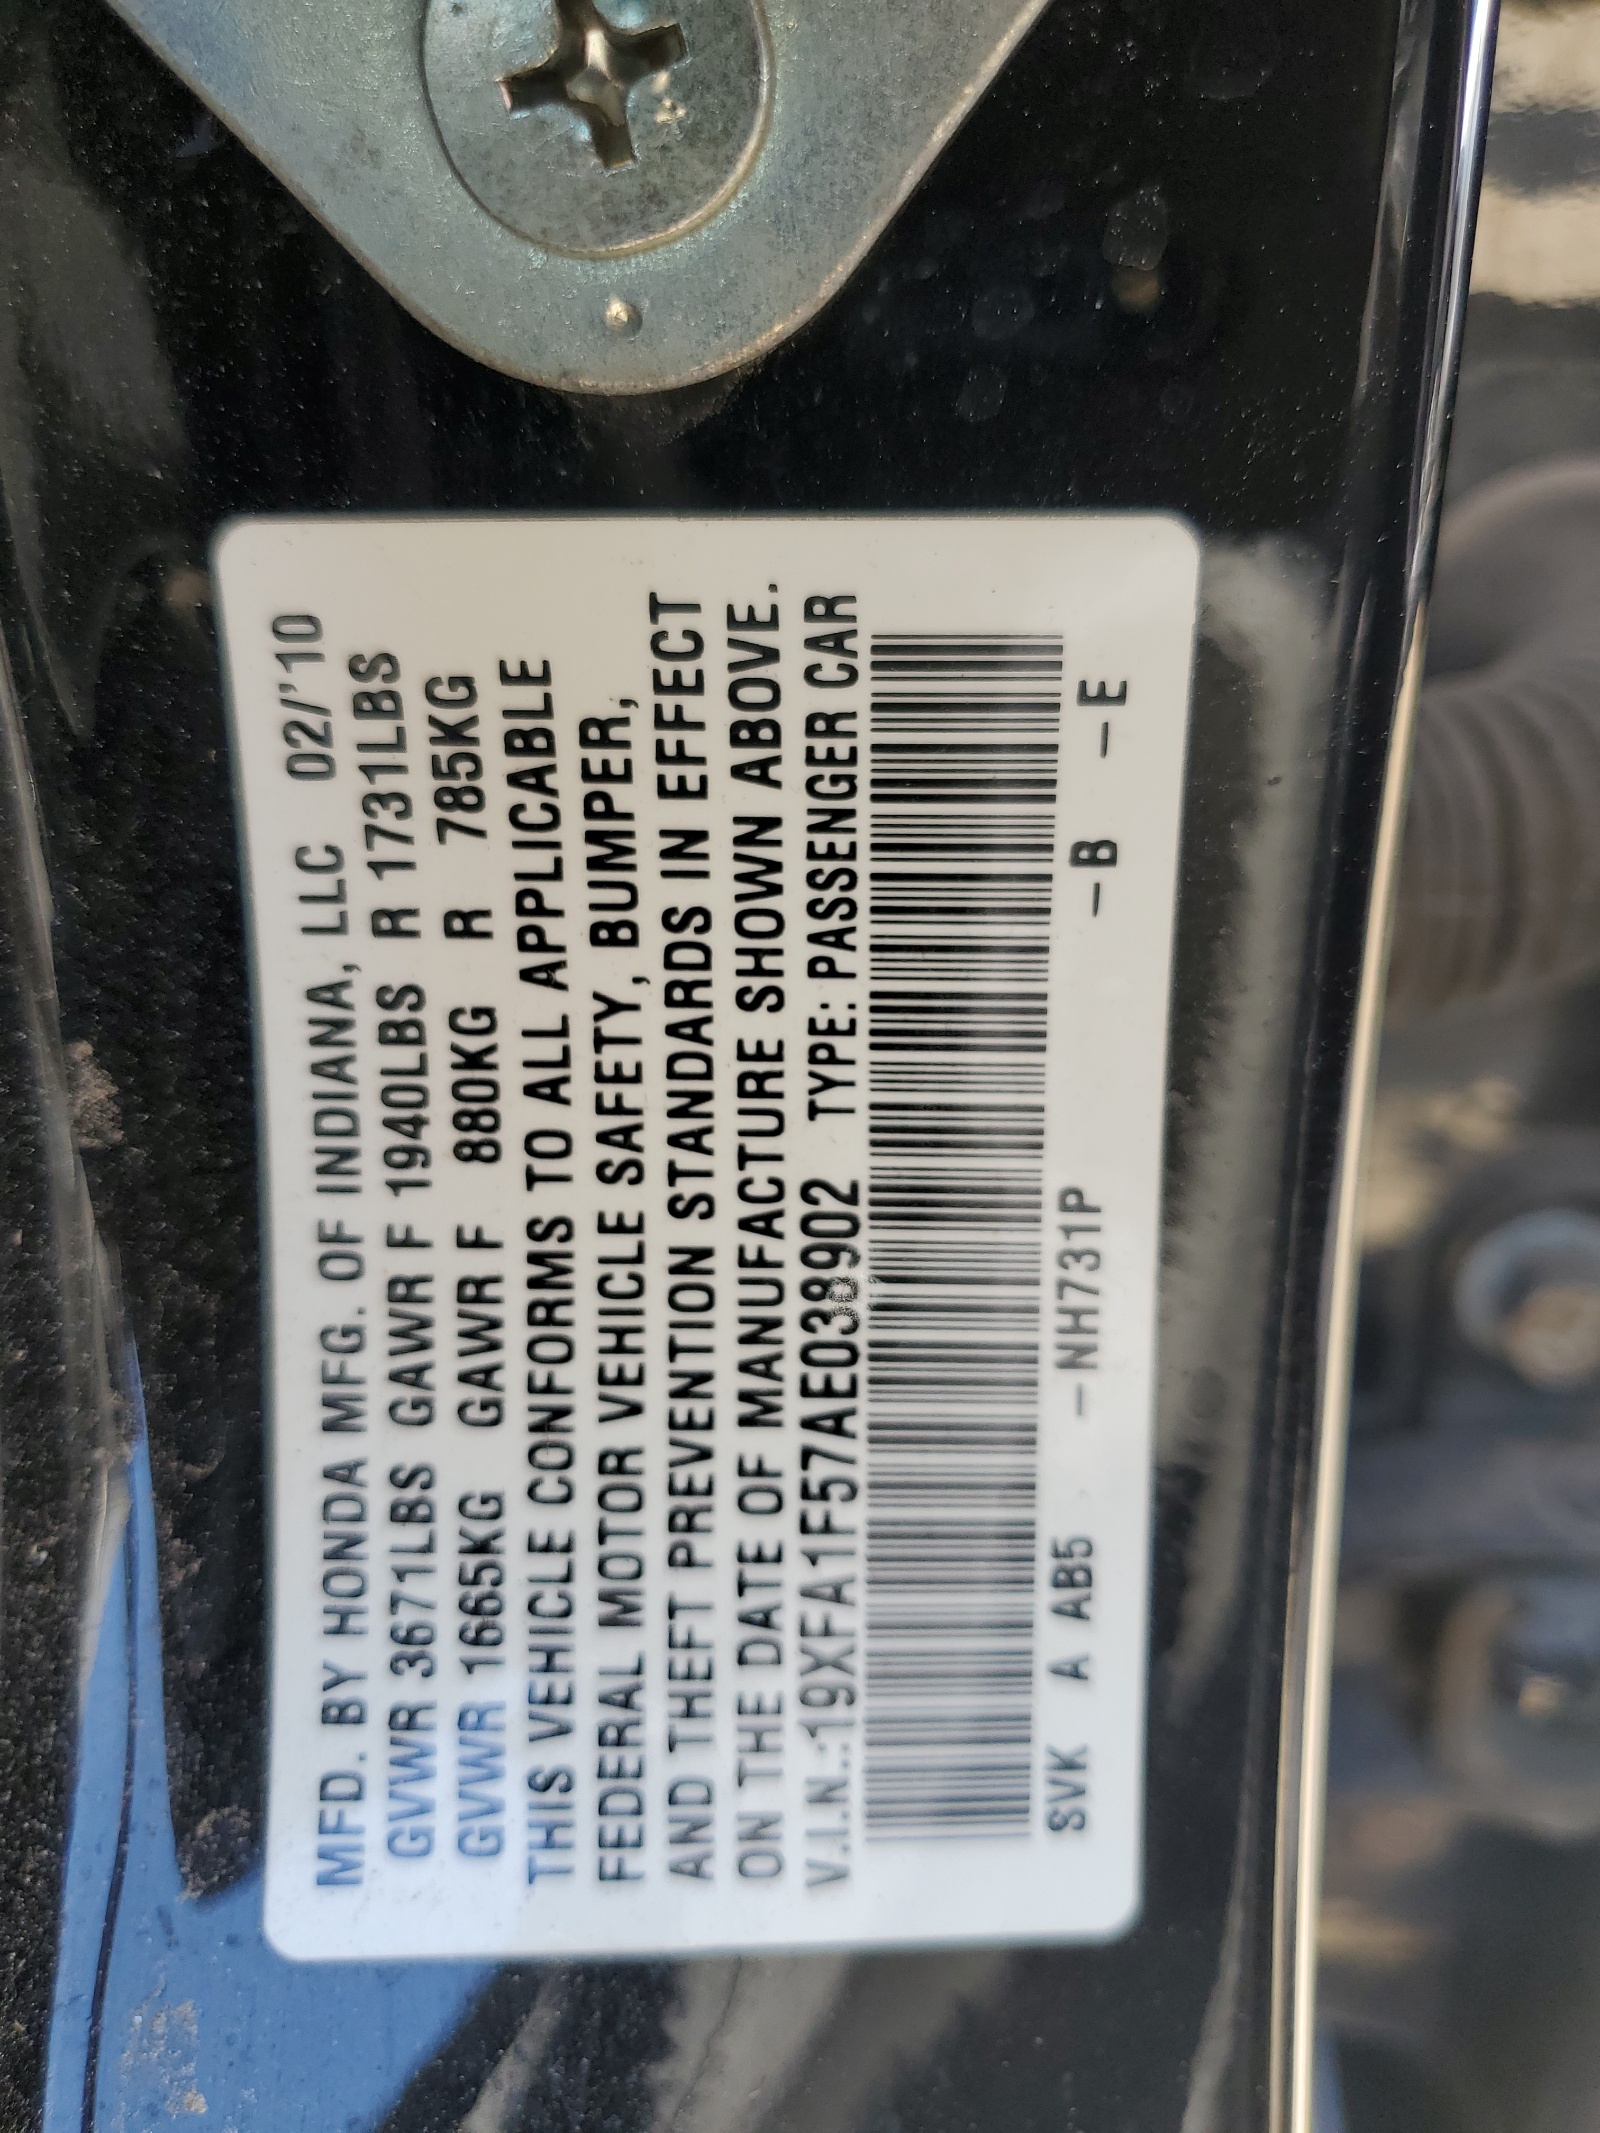 MFD. BY HONDA MFG. OF INDIANA, LLC 02/'10
GVWR 3671LBS GAWR F 1940LBS R 1731LBS
GVWR 1665KG GAWR F 880KG R 785KG
THIS VEHICLE CONFORMS TO ALL APPLICABLE
FEDERAL MOTOR VEHICLE SAFETY, BUMPER,
AND THEFT PREVENTION STANDARDS IN EFFECT
ON THE DATE OF MANUFACTURE SHOWN ABOVE.
V.I.N.:19XFA1F57AE038902 TYPE: PASSENGER CAR
SVK A AB5 -NH731P -B -E